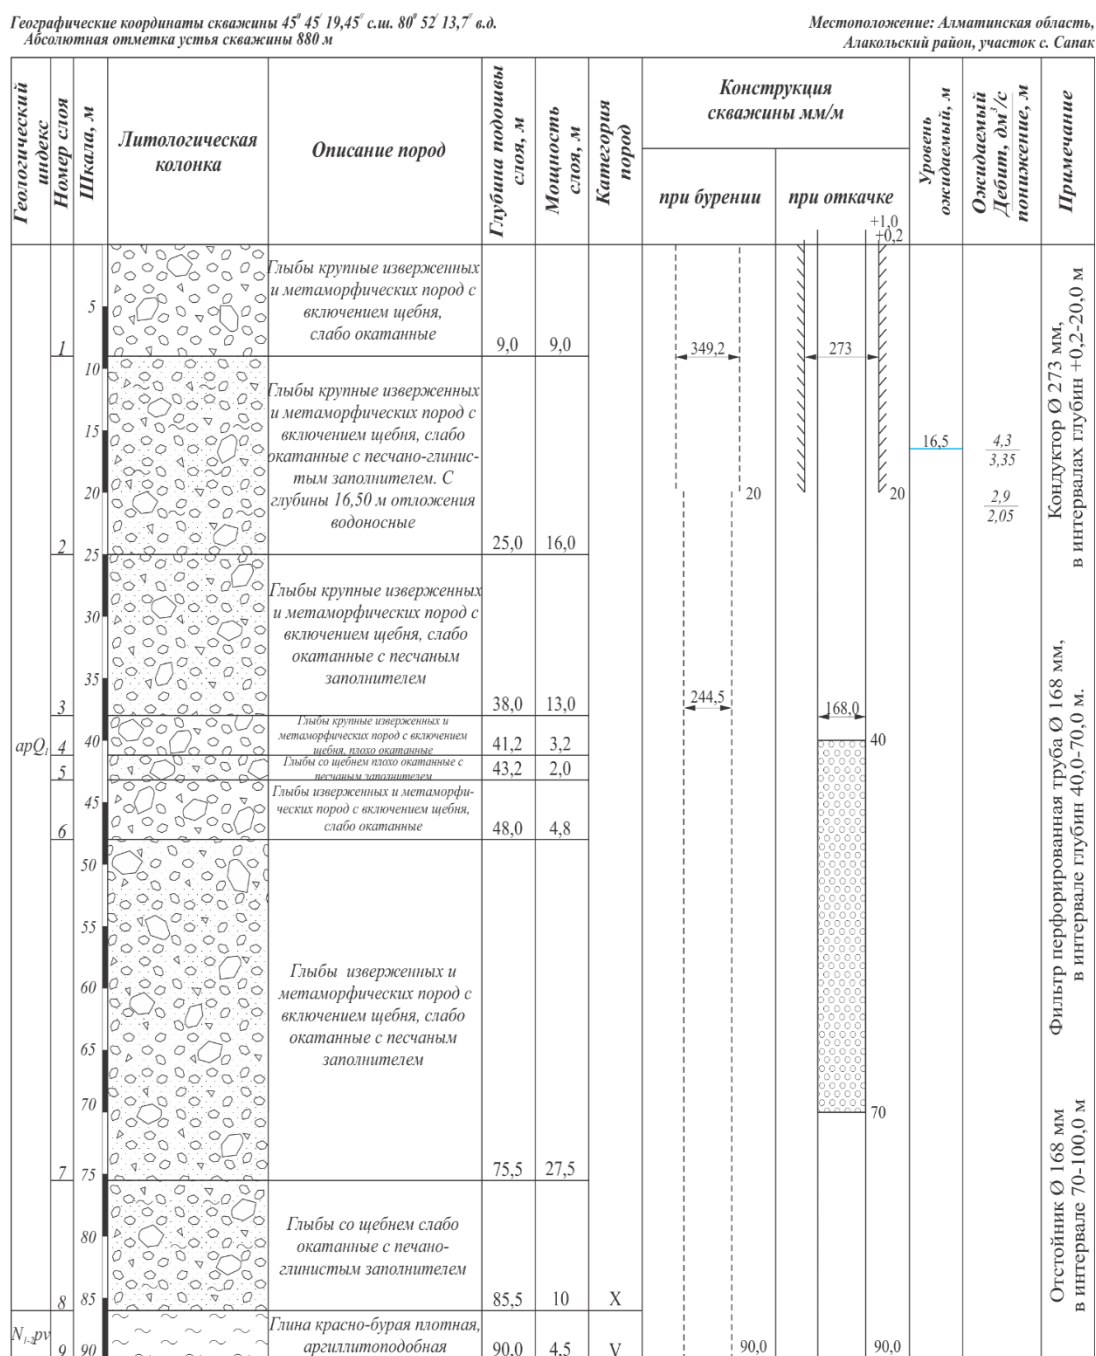 Географические координаты скважины 45⁰ 45′ 19,45″ с.ш. 80⁰ 52′ 13,7″ в.д.
Абсолютная отметка устья скважины 880 м
Местоположение: Алматинская область,
Алакольский район, участок с. Сапак
Геологический
индекс
Номер слоя
Шкала, м
Литологическая
колонка
Описание пород
Глубина подошвы
слоя, м
Мощность
слоя, м
Категория
пород
Конструкция
скважины мм/м
при бурении
при откачке
Уровень
ожидаемый, м
Ожидаемый
Дебит, дм³/с
понижение, м
Примечание
+1,0
+0,2
Глыбы крупные изверженных
и метаморфических пород с
включением щебня,
слабо окатанные
1
9,0
9,0
5
10
349,2
273
Глыбы крупные изверженных
и метаморфических пород с
включением щебня, слабо
окатанные с песчано-глинис-
тым заполнителем. С
глубины 16,50 м отложения
водоносные
2
25,0
16,0
15
20
25
20
20
16,5
4,3
3,35
2,9
2,05
Глыбы крупные изверженных
и метаморфических пород с
включением щебня, слабо
окатанные с песчаным
заполнителем
3
38,0
13,0
30
35
244,5
168,0
apQ₁
Глыбы крупные изверженных и
метаморфических пород с включением
щебня, плохо окатанные
4
41,2
3,2
40
40
Глыбы со щебнем плохо окатанные с
песчаным заполнителем
5
43,2
2,0
Глыбы изверженных и метаморфи-
ческих пород с включением щебня,
слабо окатанные
6
48,0
4,8
45
Глыбы изверженных и
метаморфических пород с
включением щебня, слабо
окатанные с песчаным
заполнителем
7
75,5
27,5
50
55
60
65
70
75
70
Глыбы со щебнем слабо
окатанные с печано-
глинистым заполнителем
8
85,5
10
X
80
85
N₁₋₂pv
Глина красно-бурая плотная,
аргиллитоподобная
9
90
90,0
4,5
V
90,0
90,0
Кондуктор Ø 273 мм,
в интервалах глубин +0,2-20,0 м
Фильтр перфорированная труба Ø 168 мм,
в интервале глубин 40,0-70,0 м.
Отстойник Ø 168 мм
в интервале 70-100,0 м